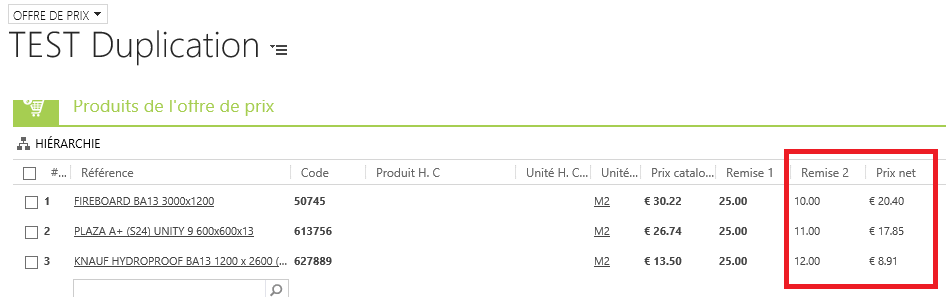 OFFRE DE PRIX
TEST Duplication
Produits de l'offre de prix
HIÉRARCHIE
#... Référence Code Produit H. C Unité H. C... Unité... Prix catalo... Remise 1 Remise 2 Prix net
1 FIREBOARD BA13 3000x1200 50745 M2 € 30.22 25.00 10.00 € 20.40
2 PLAZA A+ (S24) UNITY 9 600x600x13 613756 M2 € 26.74 25.00 11.00 € 17.85
3 KNAUF HYDROPROOF BA13 1200 x 2600 (... 627889 M2 € 13.50 25.00 12.00 € 8.91